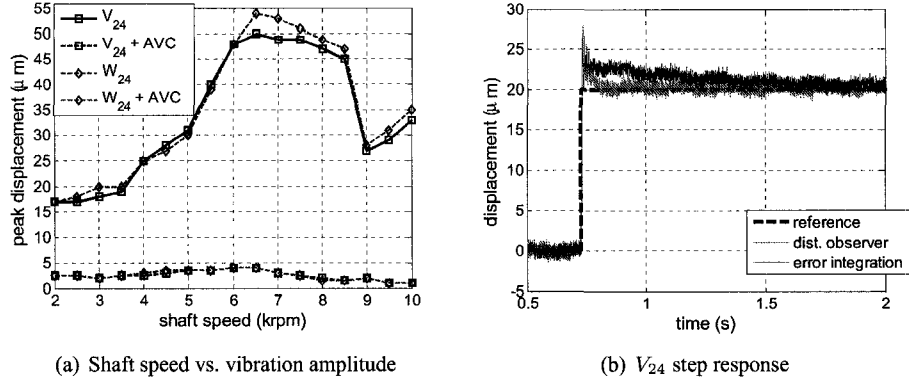 55
50
45
40
35
30
25
20
15
10
5
0
peak displacement (μ m)
V24
V24 + AVC
W24
W24 + AVC
2 3 4 5 6 7 8 9 10
shaft speed (krpm)
(a) Shaft speed vs. vibration amplitude
30
25
20
15
10
5
0
-5
displacement (μ m)
reference
dist. observer
error integration
0.5 1 1.5 2
time (s)
(b) V24 step response